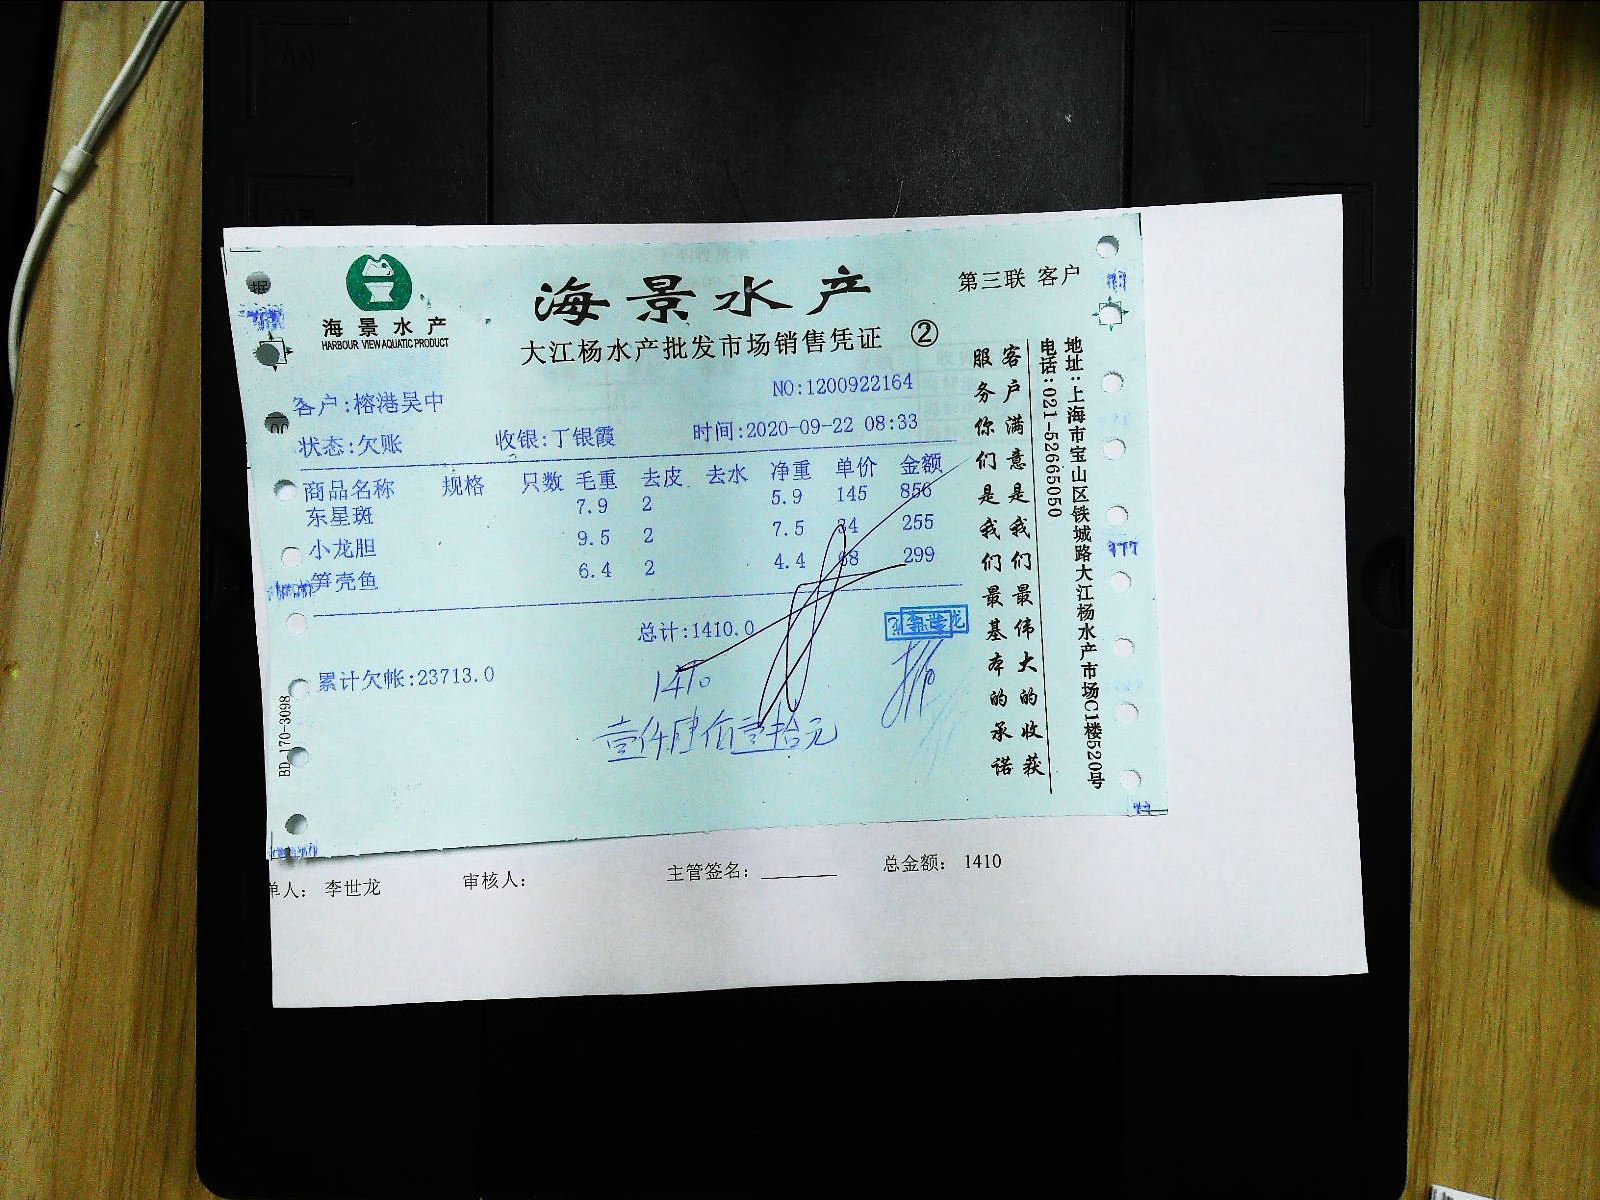 海景水产
HARBOUR VIEW AQUATIC PRODUCT
海景水产
大江杨水产批发市场销售凭证 ②
第三联 客户
NO:1200922164
客户:榕港吴中
状态:欠账 收银:丁银霞 时间:2020-09-22 08:33
商品名称 规格 只数 毛重 去皮 去水 净重 单价 金额
东星斑 7.9 2 5.9 145 856
小龙胆 9.5 2 7.5 34 255
笋壳鱼 6.4 2 4.4 68 299
总计:1410.0
累计欠帐:23713.0
1410
壹仟肆佰壹拾元
BD 170-3098
客户满意是我们最伟大的收获
服务你们是我们最基本的承诺
地址:上海市宝山区铁城路大江杨水产市场C1楼520号
电话:021-52665050
单人: 李世龙 审核人: 主管签名: 总金额: 1410